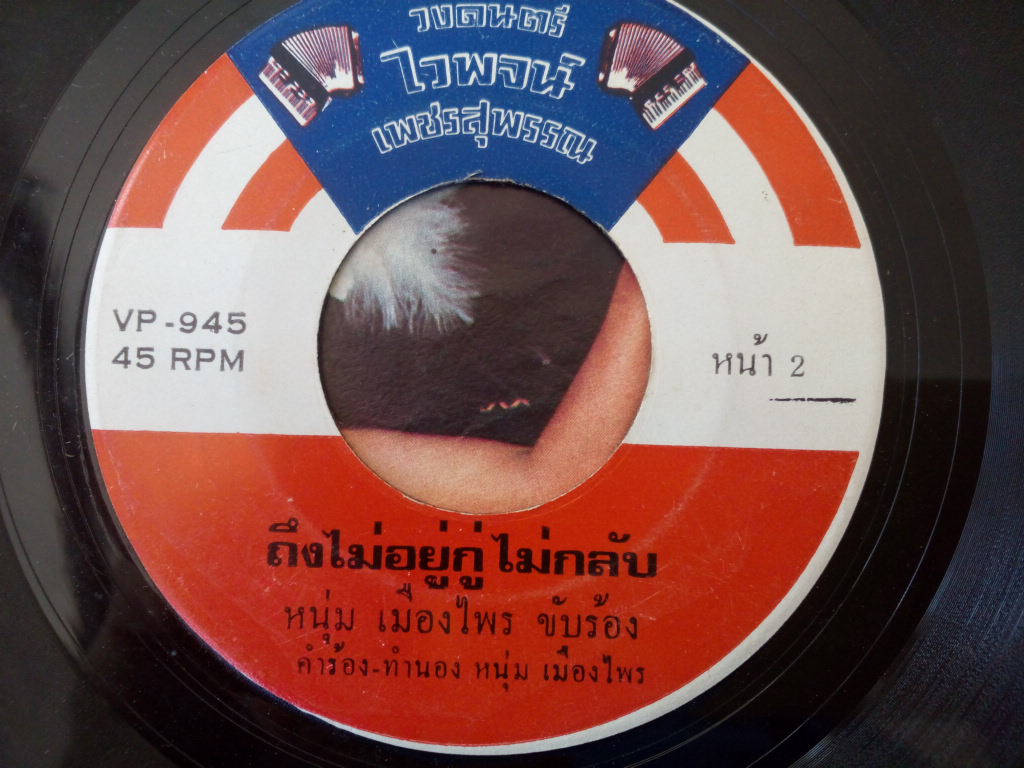 วงดนตรี
ไวพจน์
เพชรสุพรรณ
VP-945
45 RPM
หน้า 2
ถึงไม่อยู่กู่ไม่กลับ
หนุ่ม เมืองไพร ขับร้อง
คำร้อง-ทำนอง หนุ่ม เมืองไพร